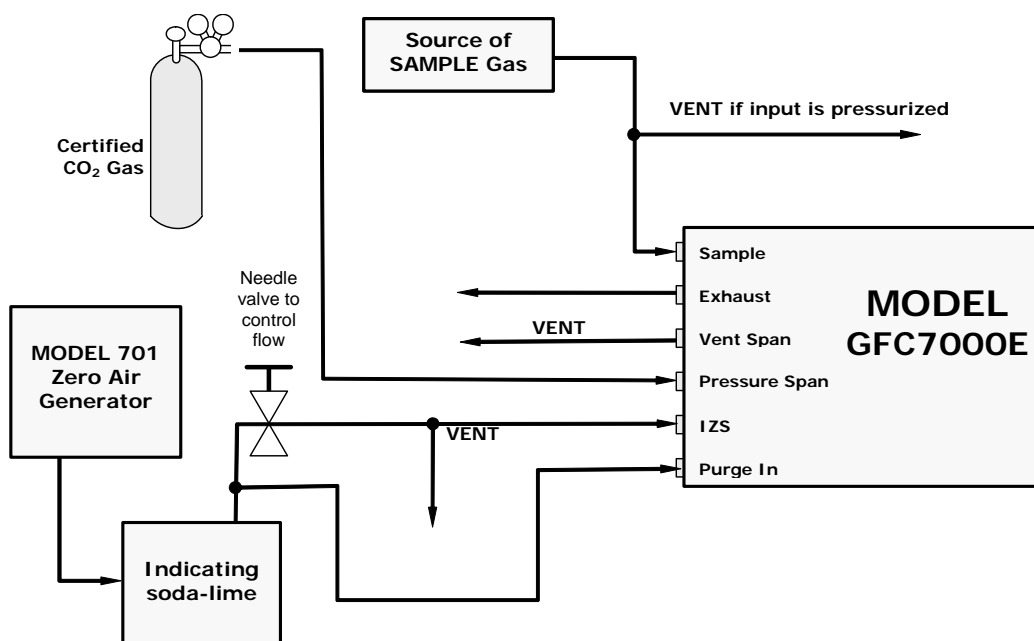 Source of
SAMPLE Gas
VENT if input is pressurized
Certified
CO₂ Gas
Sample
Exhaust
VENT
Vent Span
Pressure Span
IZS
Purge In
MODEL
GFC7000E
Needle
valve to
control
flow
MODEL 701
Zero Air
Generator
VENT
Indicating
soda-lime